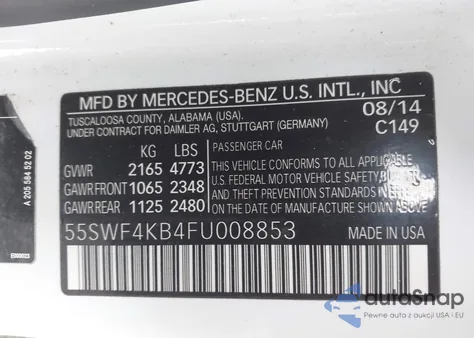 MFD BY MERCEDES-BENZ U.S. INTL., INC
TUSCALOOSA COUNTY, ALABAMA (USA) 08/14
UNDER CONTRACT FOR DAIMLER AG, STUTTGART (GERMANY) C149
KG LBS PASSENGER CAR
GVWR 2165 4773
GAWR FRONT 1065 2348
GAWR REAR 1125 2480
THIS VEHICLE CONFORMS TO ALL APPLICABLE
U.S. FEDERAL MOTOR VEHICLE SAFETY, BUMPER,
AND THEFT PREVENTION STANDARDS IN EFFECT ON
THE DATE OF MANUFACTURE SHOWN ABOVE.
55SWF4KB4FU008853 MADE IN USA
A 205 584 52 02
autoSnap
Pewne auta z aukcji USA i EU